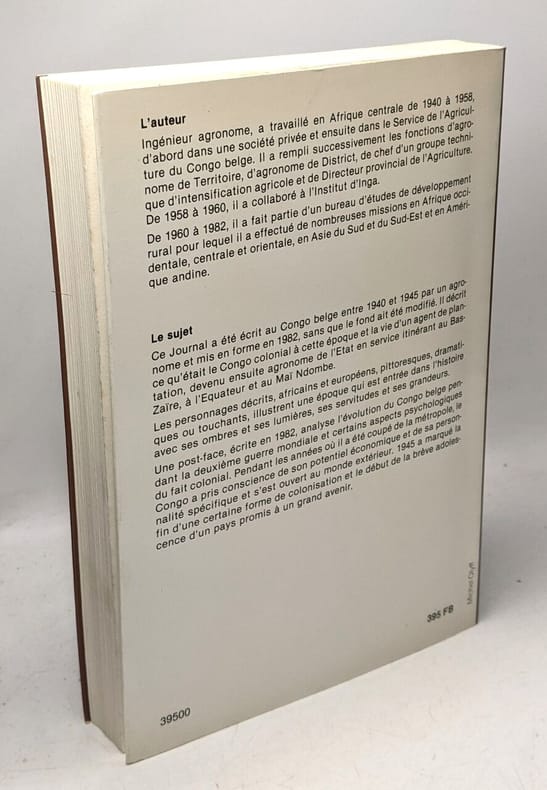 L'auteur
Ingénieur agronome, a travaillé en Afrique centrale de 1940 à 1958,
d'abord dans une société privée et ensuite dans le Service de l'Agricul-
ture du Congo belge. Il a rempli successivement les fonctions d'agro-
nome de Territoire, d'agronome de District, de chef d'un groupe techni-
que d'intensification agricole et de Directeur provincial de l'Agriculture.
De 1958 à 1960, il a collaboré à l'Institut d'Inga.
De 1960 à 1982, il a fait partie d'un bureau d'études de développement
rural pour lequel il a effectué de nombreuses missions en Afrique occi-
dentale, centrale et orientale, en Asie du Sud et du Sud-Est et en Améri-
que andine.
Le sujet
Ce Journal a été écrit au Congo belge entre 1940 et 1945 par un agro-
nome et mis en forme en 1982, sans que le fond ait été modifié. Il décrit
ce qu'était le Congo colonial à cette époque et la vie d'un agent de plan-
tation, devenu ensuite agronome de l'Etat en service itinérant au Bas-
Zaïre, à l'Equateur et au Maï Ndombe.
Les personnages décrits, africains et européens, pittoresques, dramati-
ques ou touchants, illustrent une époque qui est entrée dans l'histoire
avec ses ombres et ses lumières, ses servitudes et ses grandeurs.
Une post-face, écrite en 1982, analyse l'évolution du Congo belge pen-
dant la deuxième guerre mondiale et certains aspects psychologiques
du fait colonial. Pendant les années où il a été coupé de la métropole, le
Congo a pris conscience de son potentiel économique et de sa person-
nalité spécifique et s'est ouvert au monde extérieur. 1945 a marqué la
fin d'une certaine forme de colonisation et le début de la brève adoles-
cence d'un pays promis à un grand avenir.
395 FB
39500